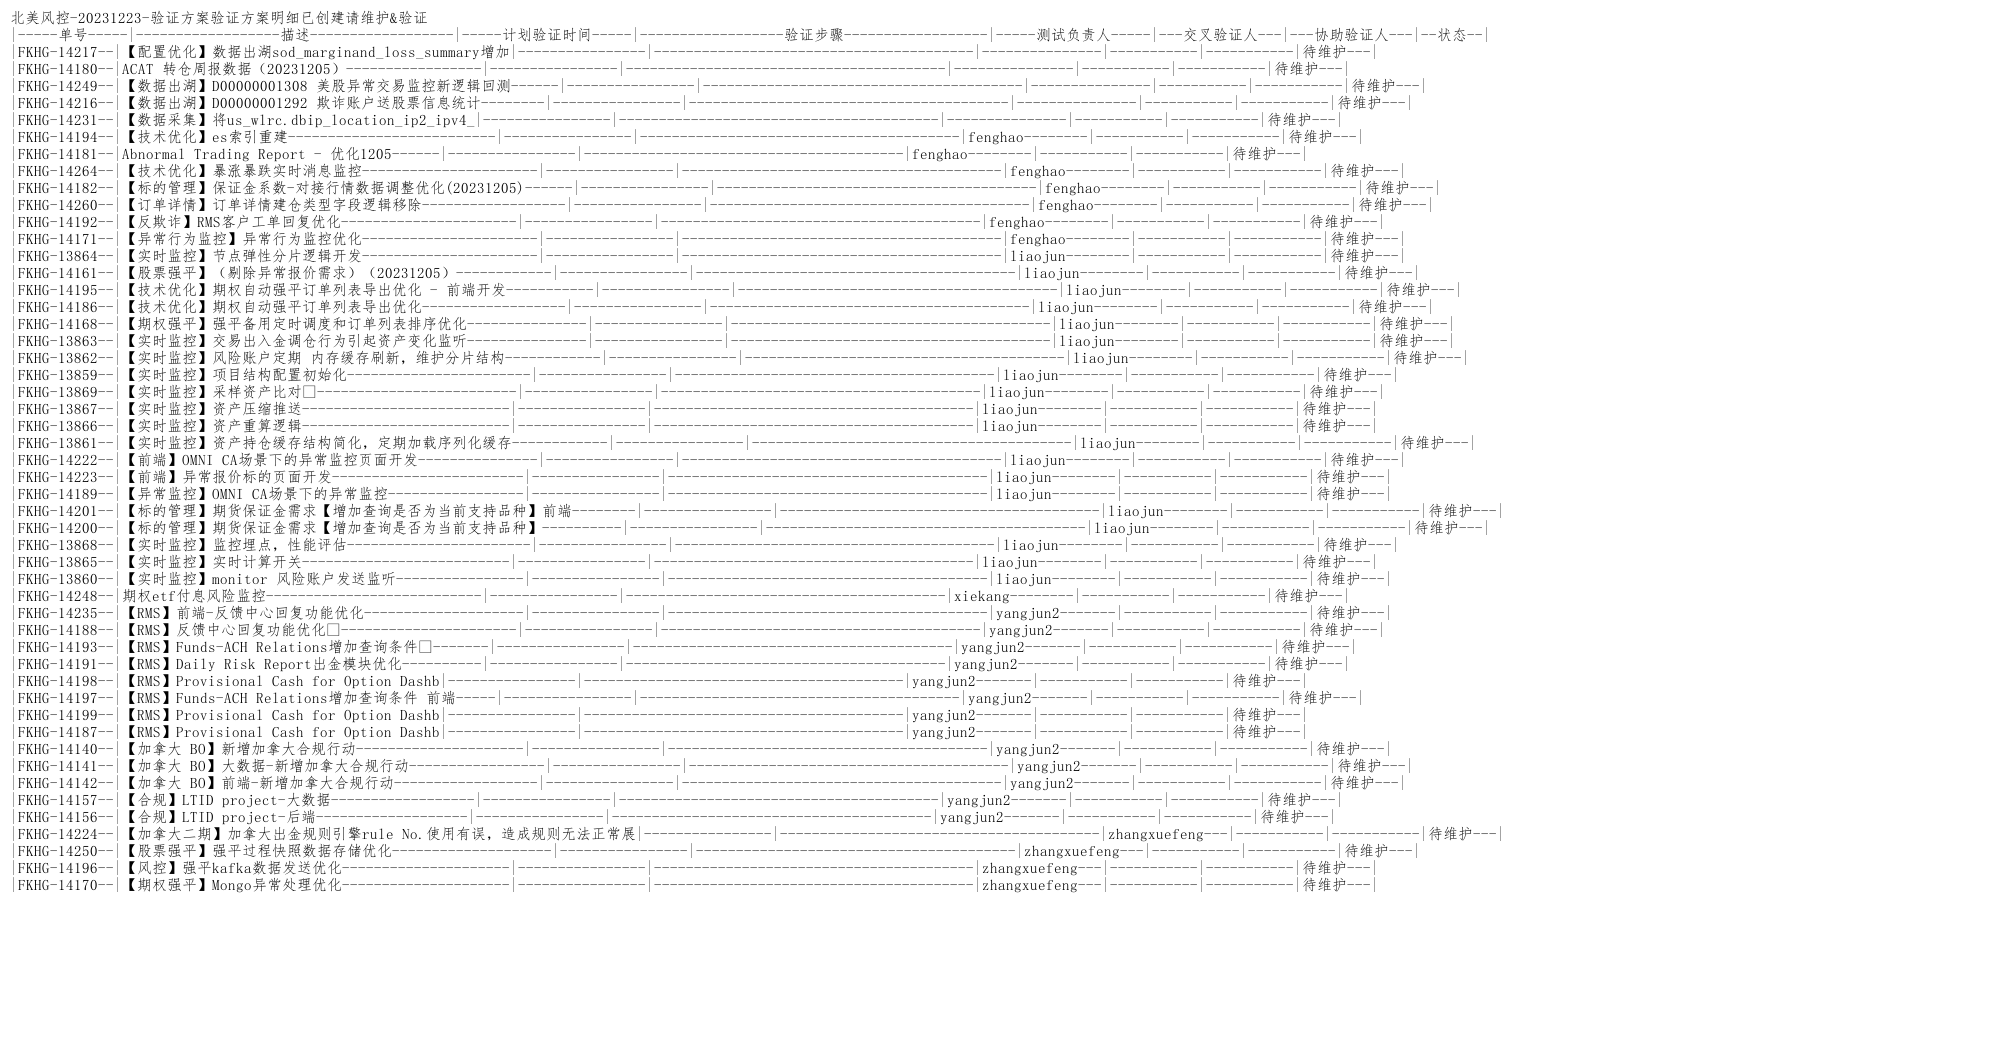 北美风控-20231223-验证方案验证方案明细已创建请维护&验证
|-----单号-----|------------------描述------------------|-----计划验证时间-----|------------------验证步骤------------------|-----测试负责人-----|---交叉验证人---|---协助验证人---|--状态--|
|FKHG-14217--|【配置优化】数据出湖sod_marginand_loss_summary增加|----------------|----------------------------------------|---------------|-----------|-----------|待维护---|
|FKHG-14180--|ACAT 转仓周报数据（20231205）------------------|----------------|----------------------------------------|---------------|-----------|-----------|待维护---|
|FKHG-14249--|【数据出湖】D00000001308 美股异常交易监控新逻辑回测------|----------------|----------------------------------------|---------------|-----------|-----------|待维护---|
|FKHG-14216--|【数据出湖】D00000001292 欺诈账户送股票信息统计--------|----------------|----------------------------------------|---------------|-----------|-----------|待维护---|
|FKHG-14231--|【数据采集】将us_wlrc.dbip_location_ip2_ipv4_|----------------|----------------------------------------|---------------|-----------|-----------|待维护---|
|FKHG-14194--|【技术优化】es索引重建--------------------------|----------------|----------------------------------------|fenghao--------|-----------|-----------|待维护---|
|FKHG-14181--|Abnormal Trading Report - 优化1205------|----------------|----------------------------------------|fenghao--------|-----------|-----------|待维护---|
|FKHG-14264--|【技术优化】暴涨暴跌实时消息监控----------------------|----------------|----------------------------------------|fenghao--------|-----------|-----------|待维护---|
|FKHG-14182--|【标的管理】保证金系数-对接行情数据调整优化(20231205)------|----------------|----------------------------------------|fenghao--------|-----------|-----------|待维护---|
|FKHG-14260--|【订单详情】订单详情建仓类型字段逻辑移除------------------|----------------|----------------------------------------|fenghao--------|-----------|-----------|待维护---|
|FKHG-14192--|【反欺诈】RMS客户工单回复优化----------------------|----------------|----------------------------------------|fenghao--------|-----------|-----------|待维护---|
|FKHG-14171--|【异常行为监控】异常行为监控优化----------------------|----------------|----------------------------------------|fenghao--------|-----------|-----------|待维护---|
|FKHG-13864--|【实时监控】节点弹性分片逻辑开发----------------------|----------------|----------------------------------------|liaojun--------|-----------|-----------|待维护---|
|FKHG-14161--|【股票强平】（剔除异常报价需求）（20231205）------------|----------------|----------------------------------------|liaojun--------|-----------|-----------|待维护---|
|FKHG-14195--|【技术优化】期权自动强平订单列表导出优化 - 前端开发-----------|----------------|----------------------------------------|liaojun--------|-----------|-----------|待维护---|
|FKHG-14186--|【技术优化】期权自动强平订单列表导出优化------------------|----------------|----------------------------------------|liaojun--------|-----------|-----------|待维护---|
|FKHG-14168--|【期权强平】强平备用定时调度和订单列表排序优化---------------|----------------|----------------------------------------|liaojun--------|-----------|-----------|待维护---|
|FKHG-13863--|【实时监控】交易出入金调仓行为引起资产变化监听---------------|----------------|----------------------------------------|liaojun--------|-----------|-----------|待维护---|
|FKHG-13862--|【实时监控】风险账户定期 内存缓存刷新，维护分片结构------------|----------------|----------------------------------------|liaojun--------|-----------|-----------|待维护---|
|FKHG-13859--|【实时监控】项目结构配置初始化-----------------------|----------------|----------------------------------------|liaojun--------|-----------|-----------|待维护---|
|FKHG-13869--|【实时监控】采样资产比对□-------------------------|----------------|----------------------------------------|liaojun--------|-----------|-----------|待维护---|
|FKHG-13867--|【实时监控】资产压缩推送--------------------------|----------------|----------------------------------------|liaojun--------|-----------|-----------|待维护---|
|FKHG-13866--|【实时监控】资产重算逻辑--------------------------|----------------|----------------------------------------|liaojun--------|-----------|-----------|待维护---|
|FKHG-13861--|【实时监控】资产持仓缓存结构简化，定期加载序列化缓存------------|----------------|----------------------------------------|liaojun--------|-----------|-----------|待维护---|
|FKHG-14222--|【前端】OMNI CA场景下的异常监控页面开发---------------|----------------|----------------------------------------|liaojun--------|-----------|-----------|待维护---|
|FKHG-14223--|【前端】异常报价标的页面开发------------------------|----------------|----------------------------------------|liaojun--------|-----------|-----------|待维护---|
|FKHG-14189--|【异常监控】OMNI CA场景下的异常监控-----------------|----------------|----------------------------------------|liaojun--------|-----------|-----------|待维护---|
|FKHG-14201--|【标的管理】期货保证金需求【增加查询是否为当前支持品种】前端--------|----------------|----------------------------------------|liaojun--------|-----------|-----------|待维护---|
|FKHG-14200--|【标的管理】期货保证金需求【增加查询是否为当前支持品种】----------|----------------|----------------------------------------|liaojun--------|-----------|-----------|待维护---|
|FKHG-13868--|【实时监控】监控埋点，性能评估-----------------------|----------------|----------------------------------------|liaojun--------|-----------|-----------|待维护---|
|FKHG-13865--|【实时监控】实时计算开关--------------------------|----------------|----------------------------------------|liaojun--------|-----------|-----------|待维护---|
|FKHG-13860--|【实时监控】monitor 风险账户发送监听----------------|----------------|----------------------------------------|liaojun--------|-----------|-----------|待维护---|
|FKHG-14248--|期权etf付息风险监控---------------------------|----------------|----------------------------------------|xiekang--------|-----------|-----------|待维护---|
|FKHG-14235--|【RMS】前端-反馈中心回复功能优化--------------------|----------------|----------------------------------------|yangjun2-------|-----------|-----------|待维护---|
|FKHG-14188--|【RMS】反馈中心回复功能优化□----------------------|----------------|----------------------------------------|yangjun2-------|-----------|-----------|待维护---|
|FKHG-14193--|【RMS】Funds-ACH Relations增加查询条件□-------|----------------|----------------------------------------|yangjun2-------|-----------|-----------|待维护---|
|FKHG-14191--|【RMS】Daily Risk Report出金模块优化----------|----------------|----------------------------------------|yangjun2-------|-----------|-----------|待维护---|
|FKHG-14198--|【RMS】Provisional Cash for Option Dashb|----------------|----------------------------------------|yangjun2-------|-----------|-----------|待维护---|
|FKHG-14197--|【RMS】Funds-ACH Relations增加查询条件 前端-----|----------------|----------------------------------------|yangjun2-------|-----------|-----------|待维护---|
|FKHG-14199--|【RMS】Provisional Cash for Option Dashb|----------------|----------------------------------------|yangjun2-------|-----------|-----------|待维护---|
|FKHG-14187--|【RMS】Provisional Cash for Option Dashb|----------------|----------------------------------------|yangjun2-------|-----------|-----------|待维护---|
|FKHG-14140--|【加拿大 BO】新增加拿大合规行动---------------------|----------------|----------------------------------------|yangjun2-------|-----------|-----------|待维护---|
|FKHG-14141--|【加拿大 BO】大数据-新增加拿大合规行动-----------------|----------------|----------------------------------------|yangjun2-------|-----------|-----------|待维护---|
|FKHG-14142--|【加拿大 BO】前端-新增加拿大合规行动------------------|----------------|----------------------------------------|yangjun2-------|-----------|-----------|待维护---|
|FKHG-14157--|【合规】LTID project-大数据------------------|----------------|----------------------------------------|yangjun2-------|-----------|-----------|待维护---|
|FKHG-14156--|【合规】LTID project-后端-------------------|----------------|----------------------------------------|yangjun2-------|-----------|-----------|待维护---|
|FKHG-14224--|【加拿大二期】加拿大出金规则引擎rule No.使用有误，造成规则无法正常展|----------------|----------------------------------------|zhangxuefeng---|-----------|-----------|待维护---|
|FKHG-14250--|【股票强平】强平过程快照数据存储优化--------------------|----------------|----------------------------------------|zhangxuefeng---|-----------|-----------|待维护---|
|FKHG-14196--|【风控】强平kafka数据发送优化---------------------|----------------|----------------------------------------|zhangxuefeng---|-----------|-----------|待维护---|
|FKHG-14170--|【期权强平】Mongo异常处理优化---------------------|----------------|----------------------------------------|zhangxuefeng---|-----------|-----------|待维护---|